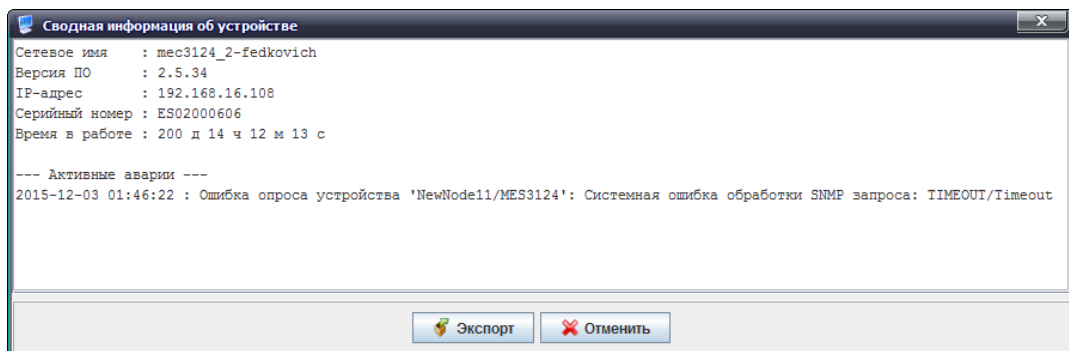 Сводная информация об устройстве
Сетевое имя : mec3124_2-fedkovich
Версия ПО : 2.5.34
IP-адрес : 192.168.16.108
Серийный номер : ES02000606
Время в работе : 200 д 14 ч 12 м 13 с
--- Активные аварии ---
2015-12-03 01:46:22 : Ошибка опроса устройства 'NewNode11/MES3124': Системная ошибка обработки SNMP запроса: TIMEOUT/Timeout
Экспорт Отменить